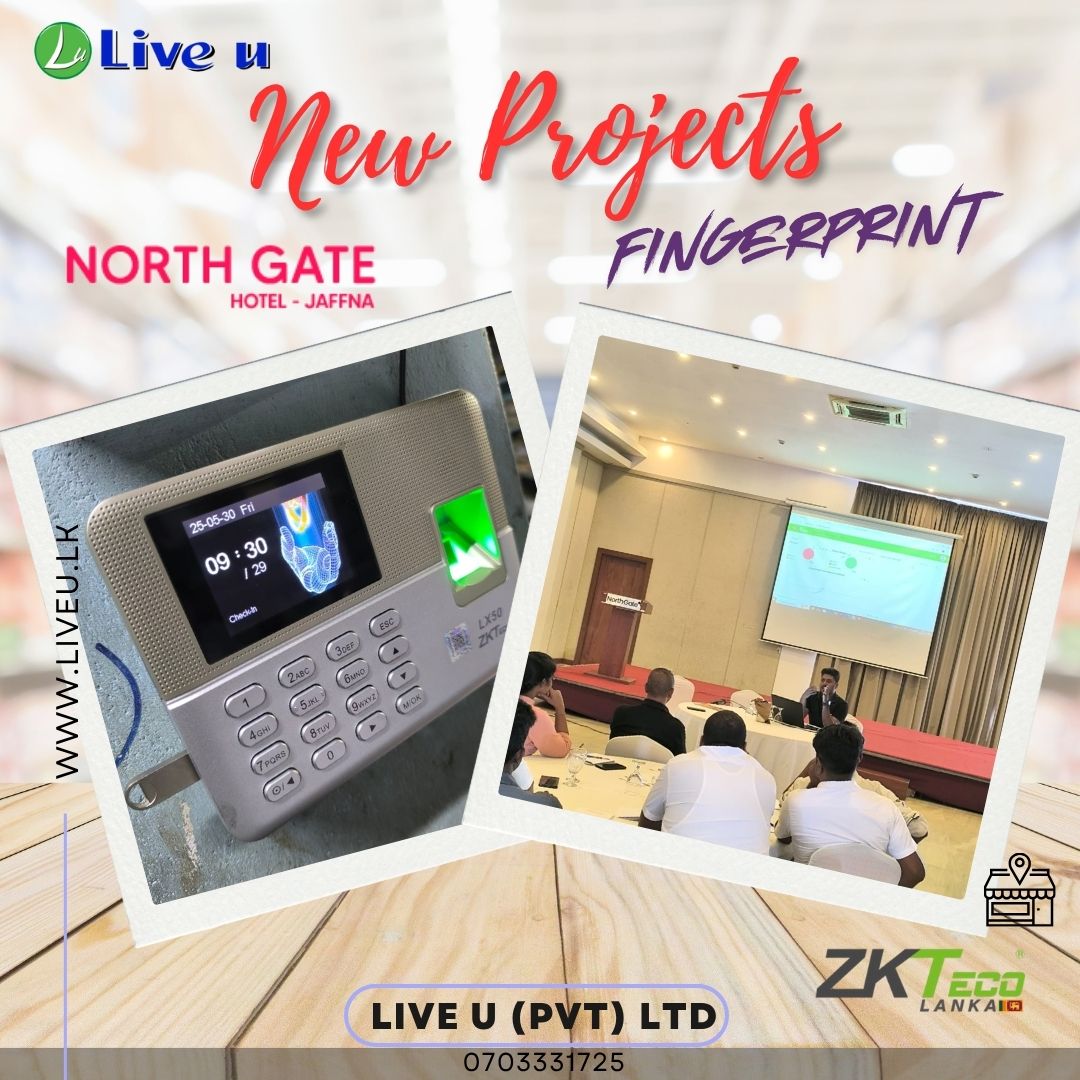 Lu Live u
New Projects
FINGERPRINT
NORTH GATE
HOTEL - JAFFNA
WWW.LIVEU.LK
25-05-30 Fri
09 : 30
/ 29
Check-In
LX50
ZKTec
ESC
1
2ABC
3DEF
4GHI
5JKL
6MNO
7PQRS
8TUV
9WXYZ
0
M/OK
NorthGate
ZKTECO
LANKA
LIVE U (PVT) LTD
0703331725